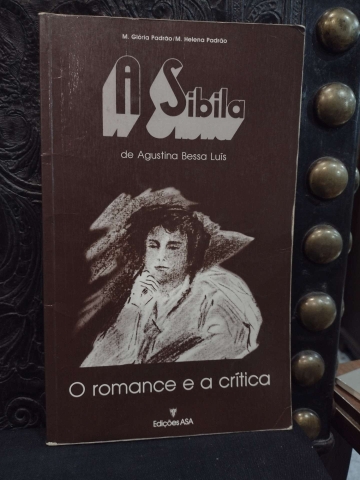 M. Glória Padrão/M. Helena Padrão
A Sibila
de Agustina Bessa Luís
O romance e a crítica
Edições ASA